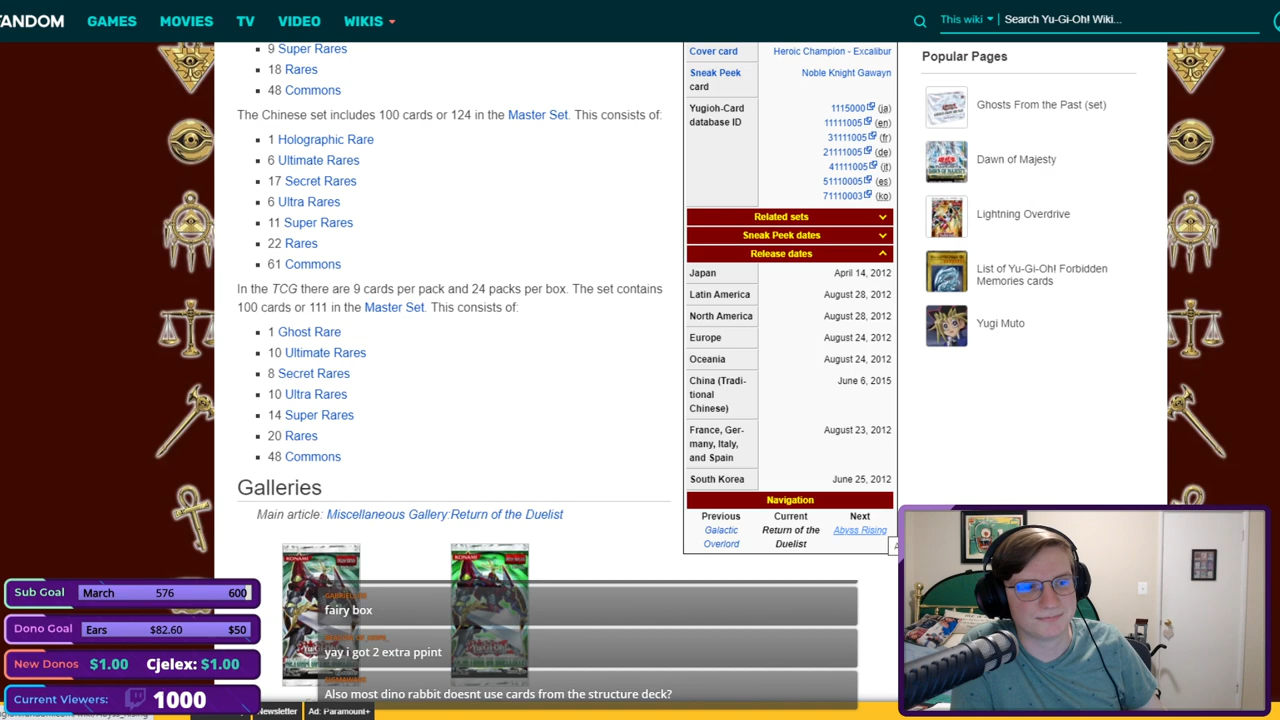 FANDOM GAMES MOVIES TV VIDEO WIKIS This wiki Search Yu-Gi-Oh! Wiki...
9 Super Rares
18 Rares
48 Commons
The Chinese set includes 100 cards or 124 in the Master Set. This consists of:
1 Holographic Rare
6 Ultimate Rares
17 Secret Rares
6 Ultra Rares
11 Super Rares
22 Rares
61 Commons
In the TCG there are 9 cards per pack and 24 packs per box. The set contains
100 cards or 111 in the Master Set. This consists of:
1 Ghost Rare
10 Ultimate Rares
8 Secret Rares
10 Ultra Rares
14 Super Rares
20 Rares
48 Commons
Galleries
Main article: Miscellaneous Gallery:Return of the Duelist
Cover card Heroic Champion - Excalibur
Sneak Peek card Noble Knight Gawayn
Yugioh-Card database ID
1115000 (ja)
11111005 (en)
31111005 (fr)
21111005 (de)
41111005 (it)
51110005 (es)
71110003 (ko)
Related sets
Sneak Peek dates
Release dates
Japan April 14, 2012
Latin America August 28, 2012
North America August 28, 2012
Europe August 24, 2012
Oceania August 24, 2012
China (Tradi-
tional
Chinese) June 6, 2015
France, Ger-
many, Italy,
and Spain August 23, 2012
South Korea June 25, 2012
Navigation
Previous Current Next
Galactic Overlord
Return of the Duelist
Abyss Rising
Popular Pages
Ghosts From the Past (set)
Dawn of Majesty
Lightning Overdrive
List of Yu-Gi-Oh! Forbidden
Memories cards
Yugi Muto
KONAMI
KONAMI
Sub Goal March 576 600
Dono Goal Ears $82.60 $50
New Donos $1.00 Cjelex: $1.00
Current Viewers: 1000
fairy box
yay i got 2 extra ppint
Also most dino rabbit doesnt use cards from the structure deck?
Newsletter Ad: Paramount+